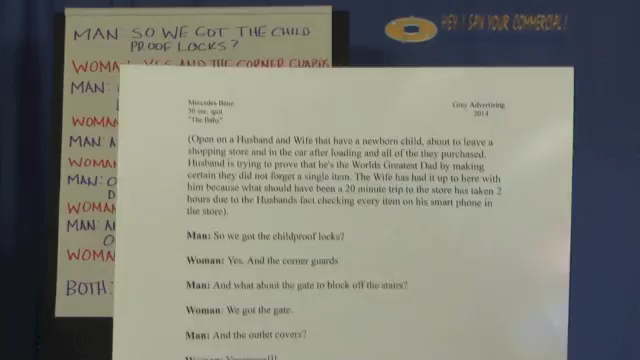 MAN SO WE GOT THE CHILD
PROOF LOCKS?
WOMAN: YES AND THE CORNER GUARDS
MAN:
WOMAN
MAN:
WOMAN
MAN: O
WOMAN
MAN:
O
WOMAN
BOTH:
HEY! I SAW YOUR COMMERCIAL!
Mercedes-Benz
30 sec. spot
"The Baby"
Grey Advertising
2014
(Open on a Husband and Wife that have a newborn child, about to leave a
shopping store and in the car after loading and all of the they purchased.
Husband is trying to prove that he's the Worlds Greatest Dad by making
certain they did not forget a single item. The Wife has had it up to here with
him because what should have been a 20 minute trip to the store has taken 2
hours due to the Husbands fact checking every item on his smart phone in
the store).
Man: So we got the childproof locks?
Woman: Yes. And the corner guards
Man: And what about the gate to block off the stairs?
Woman: We got the gate.
Man: And the outlet covers?